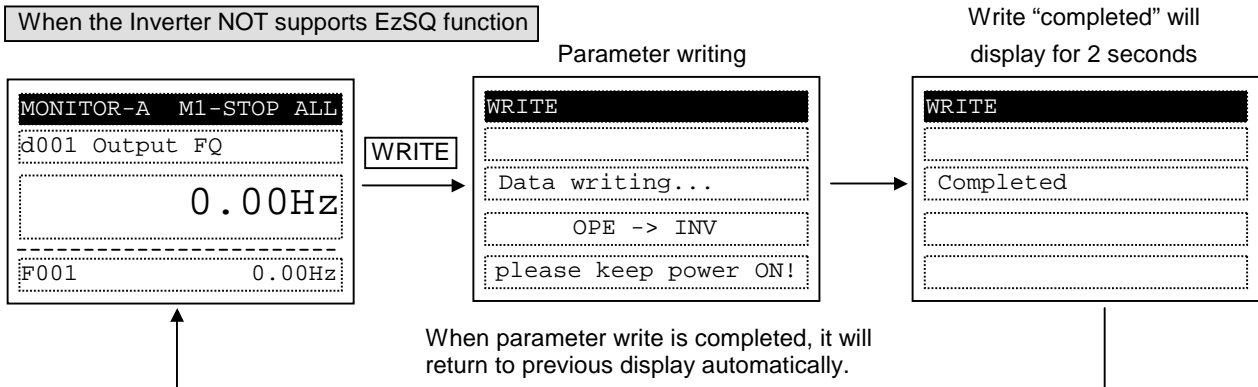 When the Inverter NOT supports EzSQ function
Write “completed” will
display for 2 seconds
Parameter writing
MONITOR-A M1-STOP ALL
d001 Output FQ
0.00Hz
F001 0.00Hz
WRITE
WRITE
Data writing...
OPE -> INV
please keep power ON!
WRITE
Completed
When parameter write is completed, it will
return to previous display automatically.